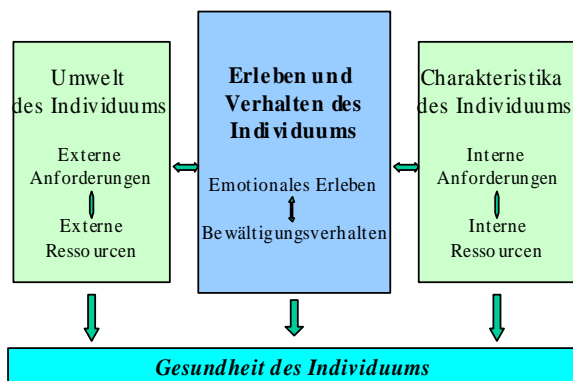 Umwelt
des Individuums
Externe
Anforderungen
Externe
Ressourcen
Erleben und
Verhalten des
Individuums
Emotionales Erleben
Bewältigungsverhalten
Charakteristika
des Individuums
Interne
Anforderungen
Interne
Ressourcen
Gesundheit des Individuums